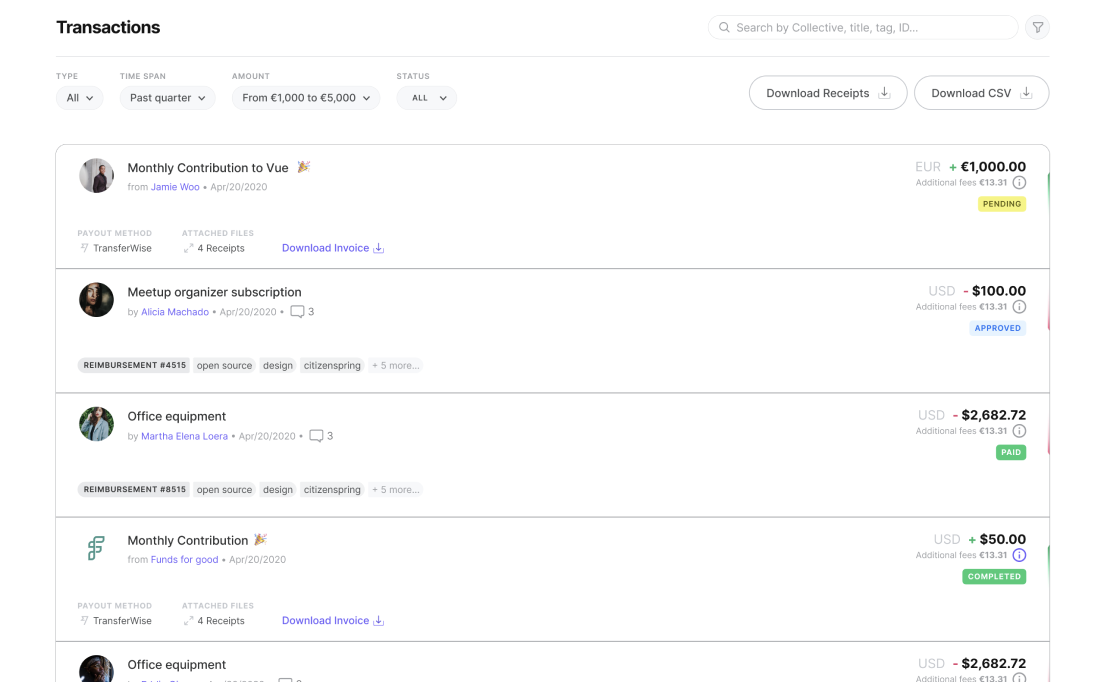 Transactions
Search by Collective, title, tag, ID...
TYPE TIME SPAN AMOUNT STATUS
All Past quarter From €1,000 to €5,000 ALL
Download Receipts Download CSV
Monthly Contribution to Vue 🎉 EUR + €1,000.00
from Jamie Woo • Apr/20/2020 Additional fees €13.31
PENDING
PAYOUT METHOD ATTACHED FILES
TransferWise 4 Receipts Download Invoice
Meetup organizer subscription USD - $100.00
by Alicia Machado • Apr/20/2020 • 3 Additional fees €13.31
APPROVED
REIMBURSEMENT #4515 open source design citizenspring + 5 more...
Office equipment USD - $2,682.72
by Martha Elena Loera • Apr/20/2020 • 3 Additional fees €13.31
PAID
REIMBURSEMENT #8515 open source design citizenspring + 5 more...
Monthly Contribution 🎉 USD + $50.00
from Funds for good • Apr/20/2020 Additional fees €13.31
COMPLETED
PAYOUT METHOD ATTACHED FILES
TransferWise 4 Receipts Download Invoice
Office equipment USD - $2,682.72
Additional fees €13.31